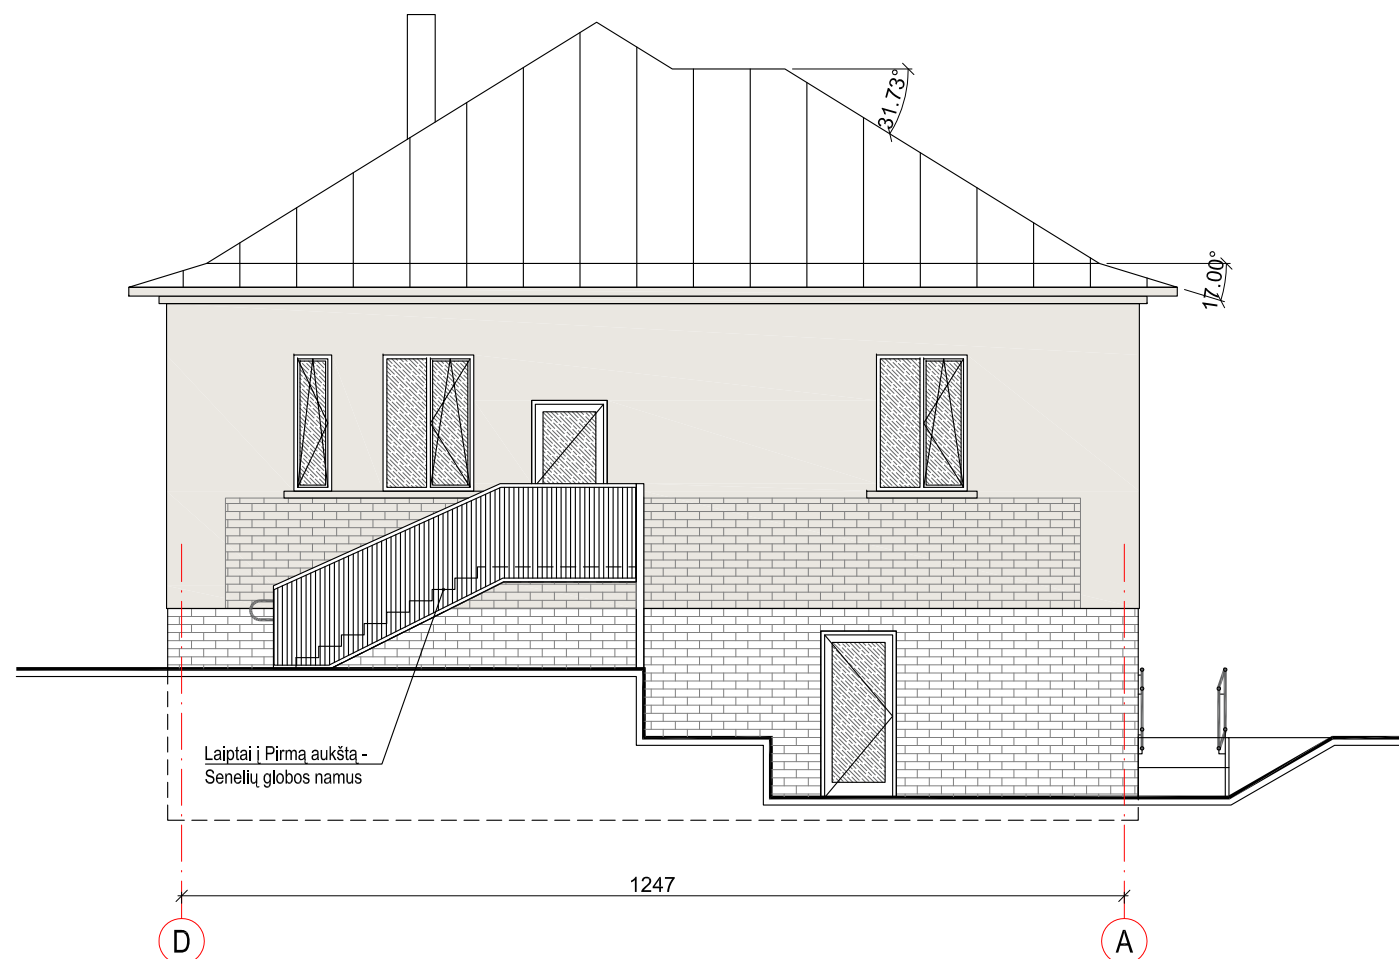 31.73°
17.00°
Laiptai į Pirmą aukštą -
Senelių globos namus
1247
D
A